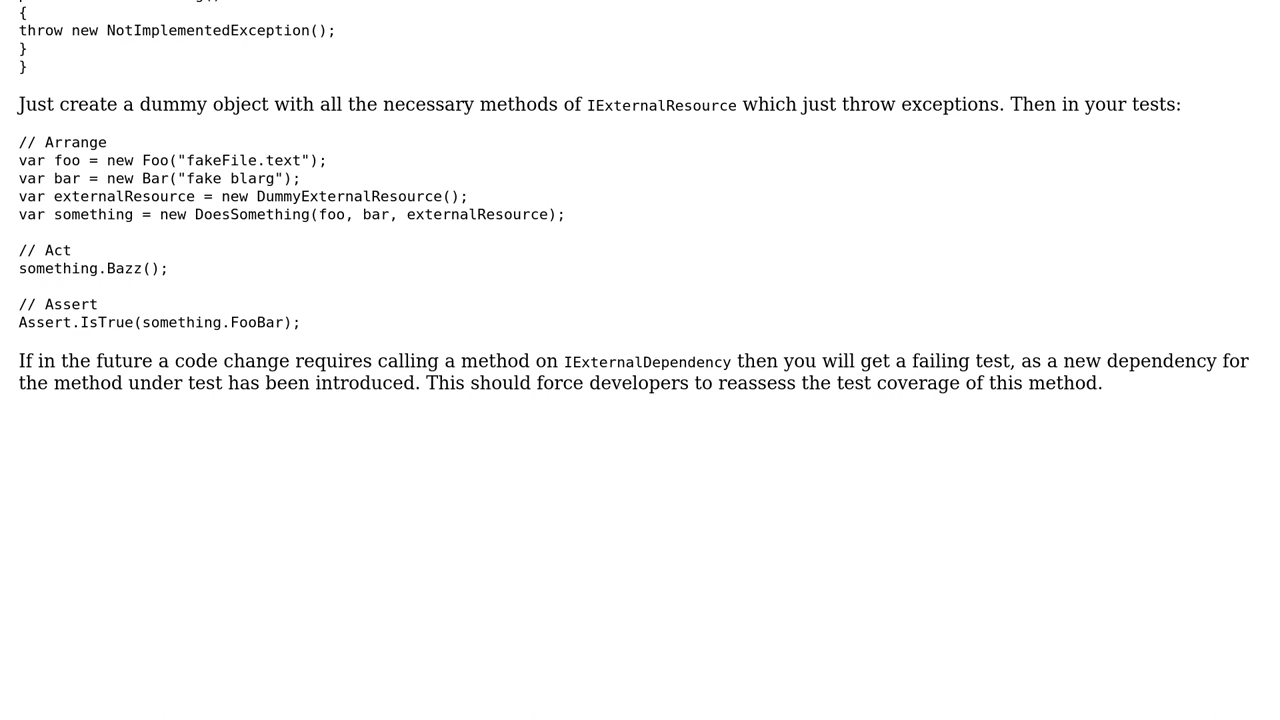 {
throw new NotImplementedException();
}
}
Just create a dummy object with all the necessary methods of IExternalResource which just throw exceptions. Then in your tests:
// Arrange
var foo = new Foo("fakeFile.text");
var bar = new Bar("fake blarg");
var externalResource = new DummyExternalResource();
var something = new DoesSomething(foo, bar, externalResource);
// Act
something.Bazz();
// Assert
Assert.IsTrue(something.FooBar);
If in the future a code change requires calling a method on IExternalDependency then you will get a failing test, as a new dependency for
the method under test has been introduced. This should force developers to reassess the test coverage of this method.